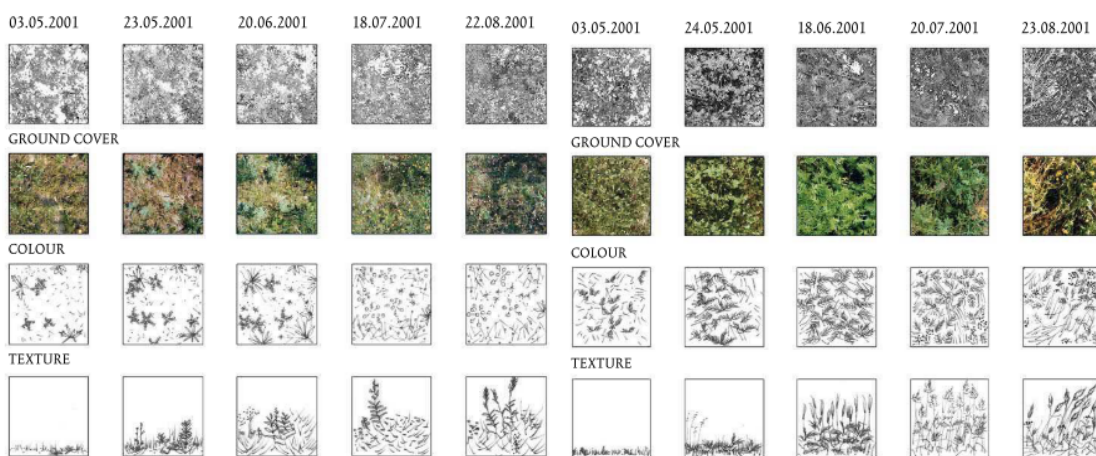 03.05.2001 23.05.2001 20.06.2001 18.07.2001 22.08.2001
GROUND COVER
COLOUR
TEXTURE
03.05.2001 24.05.2001 18.06.2001 20.07.2001 23.08.2001
GROUND COVER
COLOUR
TEXTURE